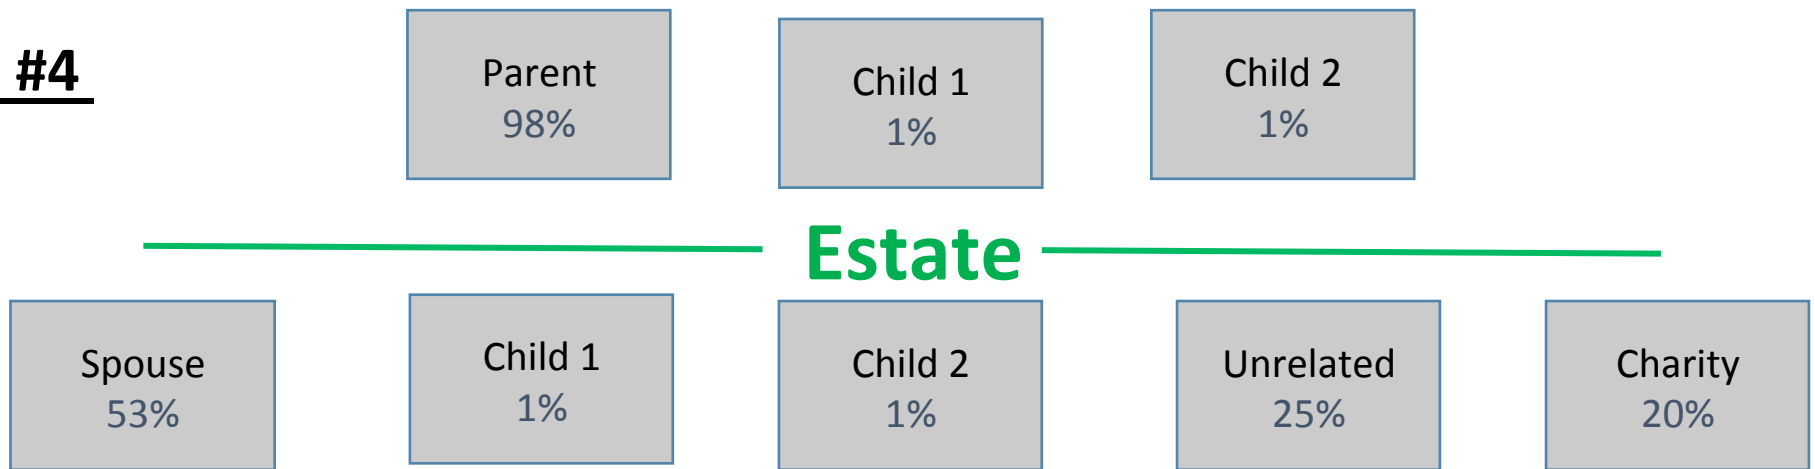 #4
Parent
98%
Child 1
1%
Child 2
1%
Estate
Spouse
53%
Child 1
1%
Child 2
1%
Unrelated
25%
Charity
20%